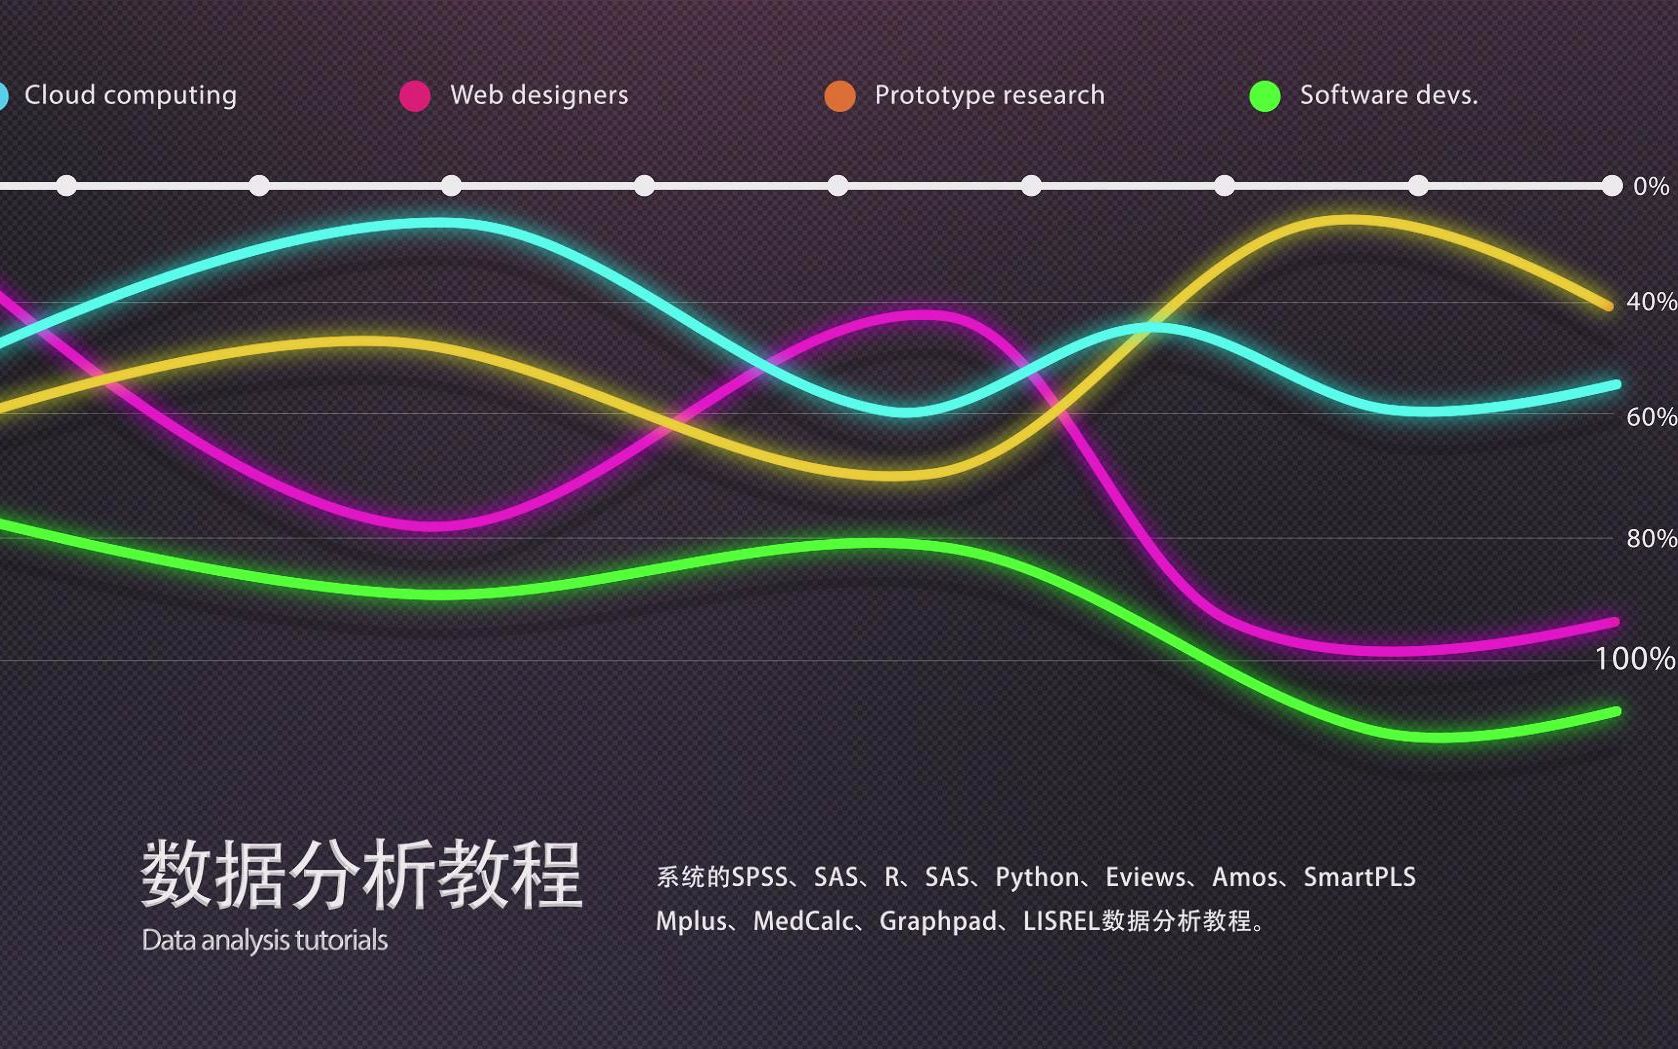 Cloud computing
Web designers
Prototype research
Software devs.
0%
40%
60%
80%
100%
数据分析教程
Data analysis tutorials
系统的SPSS、SAS、R、SAS、Python、Eviews、Amos、SmartPLS
Mplus、MedCalc、Graphpad、LISREL数据分析教程。